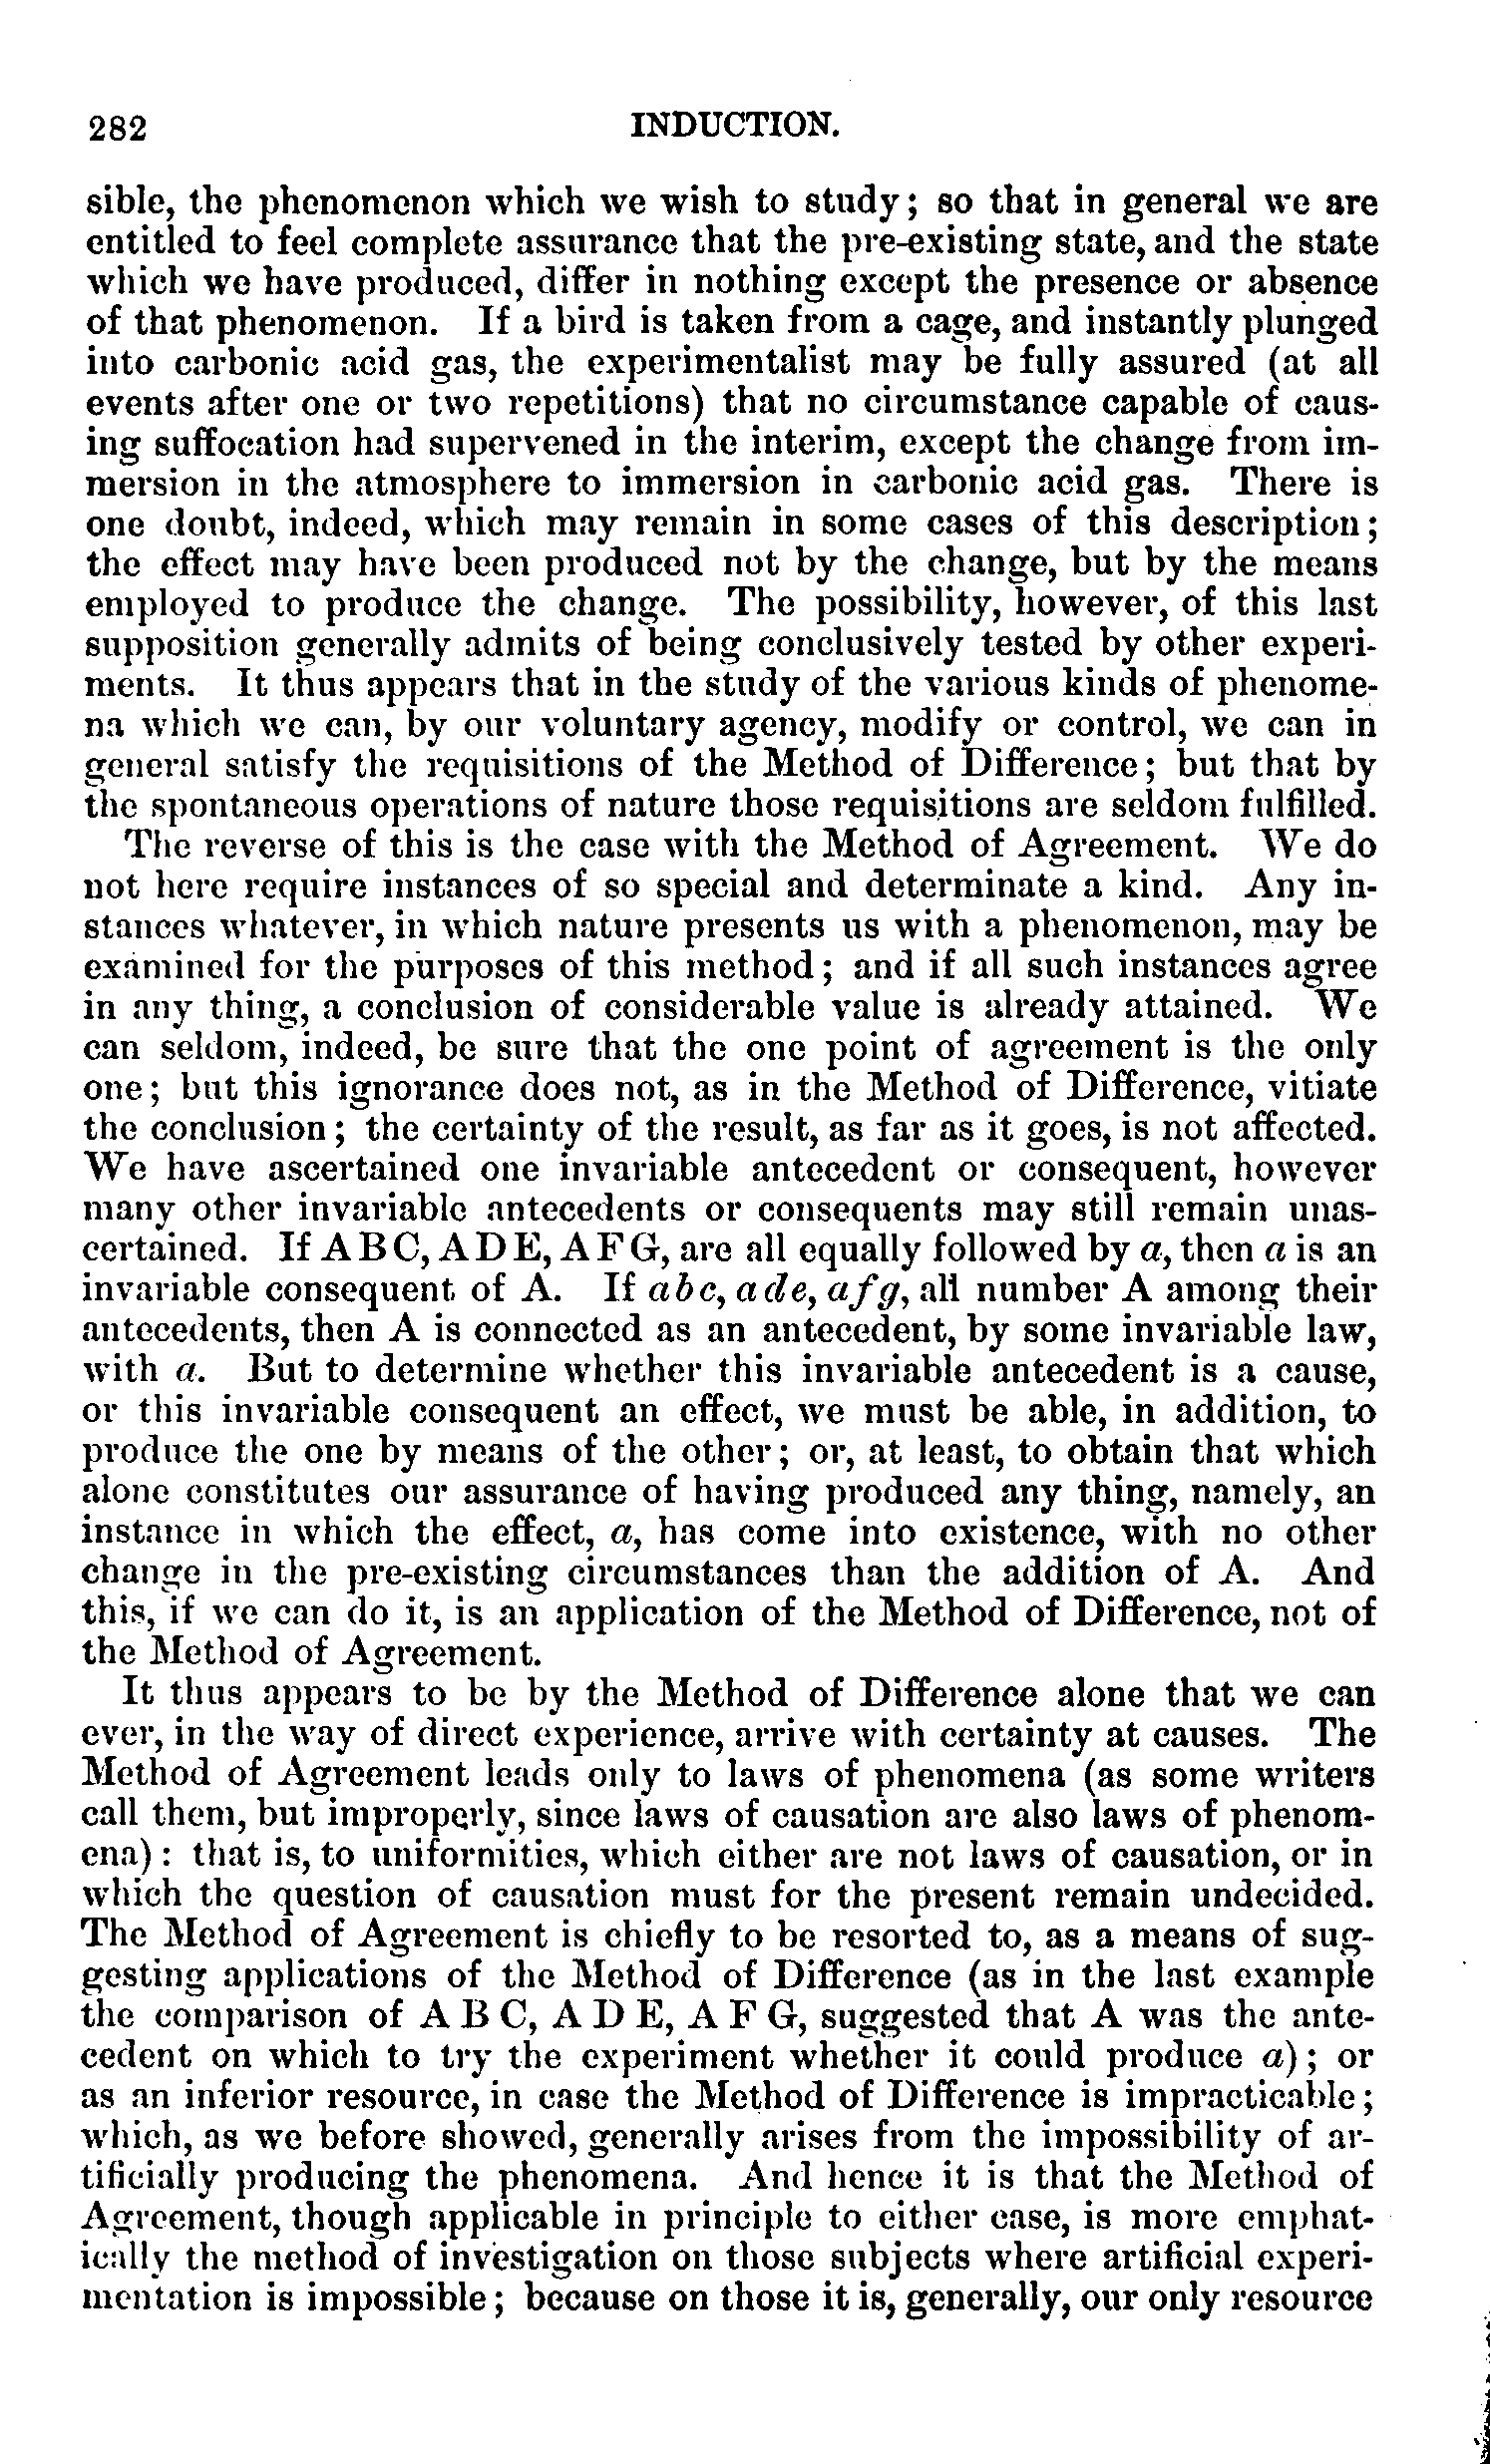 282 INDUCTION.
sible, the phenomenon which we wish to study; so that in general we are
entitled to feel complete assurance that the pre-existing state, and the state
which we have produced, differ in nothing except the presence or absence
of that phenomenon. If a bird is taken from a cage, and instantly plunged
into carbonic acid gas, the experimentalist may be fully assured (at all
events after one or two repetitions) that no circumstance capable of caus-
ing suffocation had supervened in the interim, except the change from im-
mersion in the atmosphere to immersion in carbonic acid gas. There is
one doubt, indeed, which may remain in some cases of this description;
the effect may have been produced not by the change, but by the means
employed to produce the change. The possibility, however, of this last
supposition generally admits of being conclusively tested by other experi-
ments. It thus appears that in the study of the various kinds of phenome-
na which we can, by our voluntary agency, modify or control, we can in
general satisfy the requisitions of the Method of Difference; but that by
the spontaneous operations of nature those requisitions are seldom fulfilled.
The reverse of this is the case with the Method of Agreement. We do
not here require instances of so special and determinate a kind. Any in-
stances whatever, in which nature presents us with a phenomenon, may be
examined for the purposes of this method; and if all such instances agree
in any thing, a conclusion of considerable value is already attained. We
can seldom, indeed, be sure that the one point of agreement is the only
one; but this ignorance does not, as in the Method of Difference, vitiate
the conclusion; the certainty of the result, as far as it goes, is not affected.
We have ascertained one invariable antecedent or consequent, however
many other invariable antecedents or consequents may still remain unas-
certained. If A B C, A D E, A F G, are all equally followed by a, then a is an
invariable consequent of A. If a b c, a d e, a f g, all number A among their
antecedents, then A is connected as an antecedent, by some invariable law,
with a. But to determine whether this invariable antecedent is a cause,
or this invariable consequent an effect, we must be able, in addition, to
produce the one by means of the other; or, at least, to obtain that which
alone constitutes our assurance of having produced any thing, namely, an
instance in which the effect, a, has come into existence, with no other
change in the pre-existing circumstances than the addition of A. And
this, if we can do it, is an application of the Method of Difference, not of
the Method of Agreement.
It thus appears to be by the Method of Difference alone that we can
ever, in the way of direct experience, arrive with certainty at causes. The
Method of Agreement leads only to laws of phenomena (as some writers
call them, but improperly, since laws of causation are also laws of phenom-
ena): that is, to uniformities, which either are not laws of causation, or in
which the question of causation must for the present remain undecided.
The Method of Agreement is chiefly to be resorted to, as a means of sug-
gesting applications of the Method of Difference (as in the last example
the comparison of A B C, A D E, A F G, suggested that A was the ante-
cedent on which to try the experiment whether it could produce a); or
as an inferior resource, in case the Method of Difference is impracticable;
which, as we before showed, generally arises from the impossibility of ar-
tificially producing the phenomena. And hence it is that the Method of
Agreement, though applicable in principle to either case, is more emphat-
ically the method of investigation on those subjects where artificial experi-
mentation is impossible; because on those it is, generally, our only resource